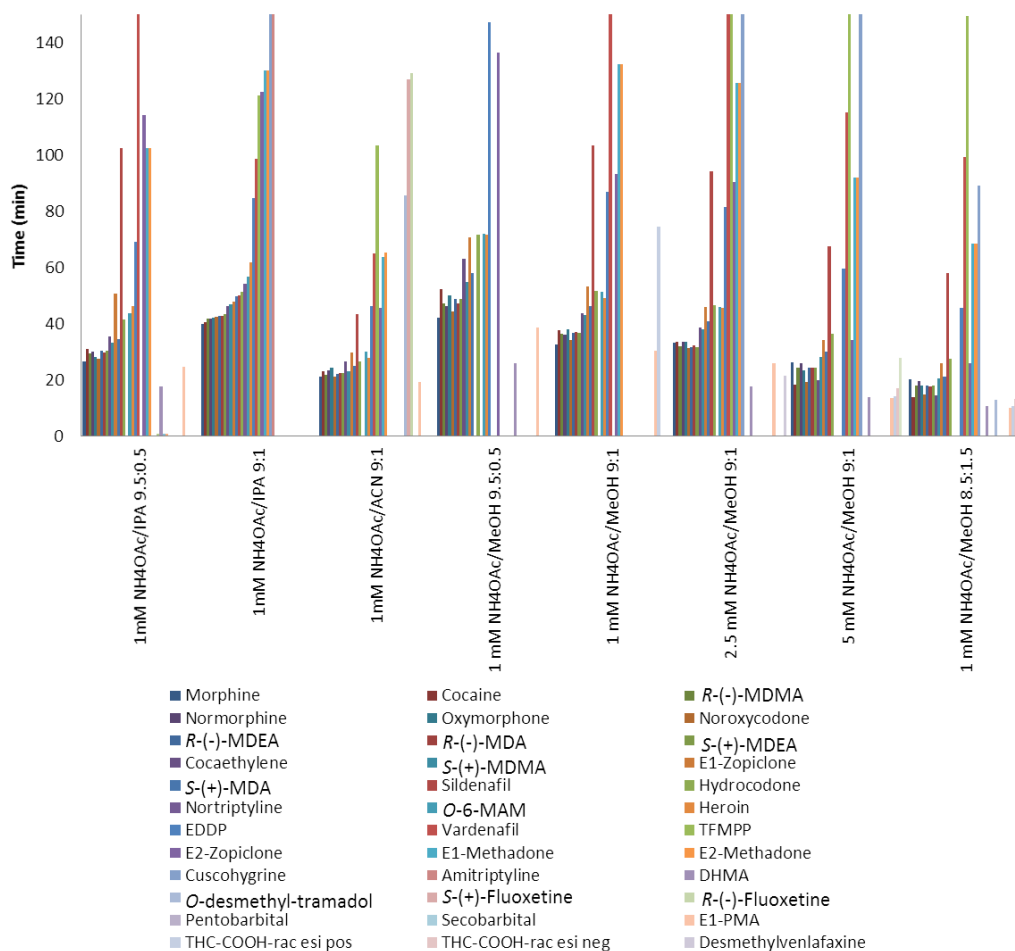 140
120
100
80
60
40
20
0
Time (min)
1mM NH4OAc/IPA 9.5:0.5
1mM NH4OAc/IPA 9:1
1mM NH4OAc/ACN 9:1
1 mM NH4OAc/MeOH 9.5:0.5
1 mM NH4OAc/MeOH 9:1
2.5 mM NH4OAc/MeOH 9:1
5 mM NH4OAc/MeOH 9:1
1 mM NH4OAc/MeOH 8.5:1.5
Morphine Cocaine R-(-)-MDMA
Normorphine Oxymorphone Noroxycodone
R-(-)-MDEA R-(-)-MDA S-(+)-MDEA
Cocaethylene S-(+)-MDMA E1-Zopiclone
S-(+)-MDA Sildenafil Hydrocodone
Nortriptyline O-6-MAM Heroin
EDDP Vardenafil TFMPP
E2-Zopiclone E1-Methadone E2-Methadone
Cuscohygrine Amitriptyline DHMA
O-desmethyl-tramadol S-(+)-Fluoxetine R-(-)-Fluoxetine
Pentobarbital Secobarbital E1-PMA
THC-COOH-rac esi pos THC-COOH-rac esi neg Desmethylvenlafaxine